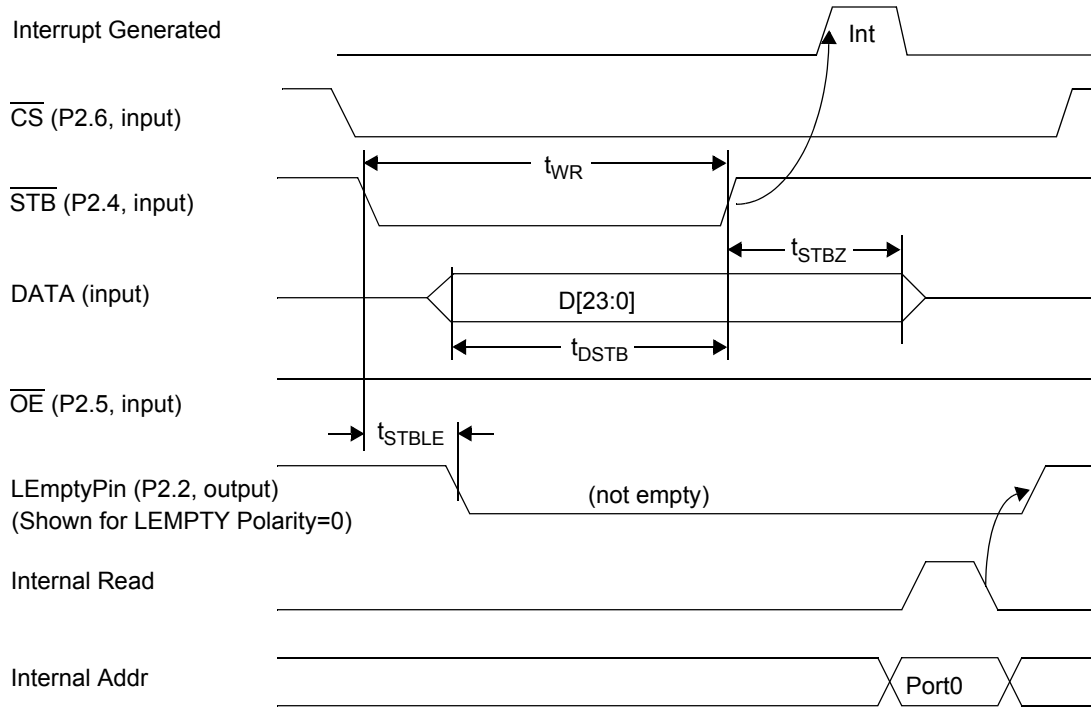 Interrupt Generated
Int
CS (P2.6, input)
tWR
STB (P2.4, input)
tSTBZ
DATA (input)
D[23:0]
tDSTB
OE (P2.5, input)
tSTBLE
LEmptyPin (P2.2, output)
(not empty)
(Shown for LEMPTY Polarity=0)
Internal Read
Internal Addr
Port0